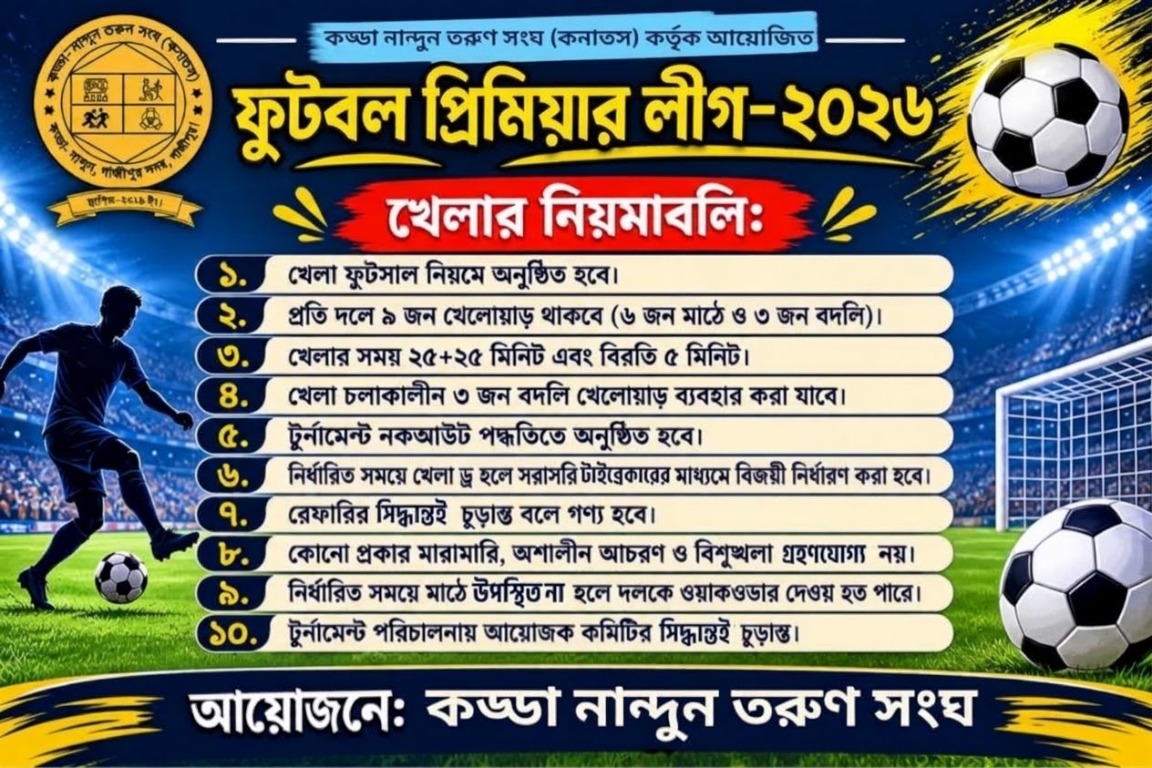 কড্ডা নান্দুন তরুণ সংঘ (কনাতস) কর্তৃক আয়োজিত
ফুটবল প্রিমিয়ার লীগ-২০২৬
খেলার নিয়মাবলি:
১. খেলা ফুটসাল নিয়মে অনুষ্ঠিত হবে।
২. প্রতি দলে ৯ জন খেলোয়াড় থাকবে (৬ জন মাঠে ও ৩ জন বদলি)।
৩. খেলার সময় ২৫+২৫ মিনিট এবং বিরতি ৫ মিনিট।
৪. খেলা চলাকালীন ৩ জন বদলি খেলোয়াড় ব্যবহার করা যাবে।
৫. টুর্নামেন্ট নকআউট পদ্ধতিতে অনুষ্ঠিত হবে।
৬. নির্ধারিত সময়ে খেলা ড্র হলে সরাসরি টাইব্রেকারের মাধ্যমে বিজয়ী নির্ধারণ করা হবে।
৭. রেফারির সিদ্ধান্তই চূড়ান্ত বলে গণ্য হবে।
৮. কোনো প্রকার মারামারি, অশালীন আচরণ ও বিশৃঙ্খলা গ্রহণযোগ্য নয়।
৯. নির্ধারিত সময়ে মাঠে উপস্থিত না হলে দলকে ওয়াকওভার দেওয় হত পারে।
১০. টুর্নামেন্ট পরিচালনায় আয়োজক কমিটির সিদ্ধান্তই চূড়ান্ত।
আয়োজনে: কড্ডা নান্দুন তরুণ সংঘ